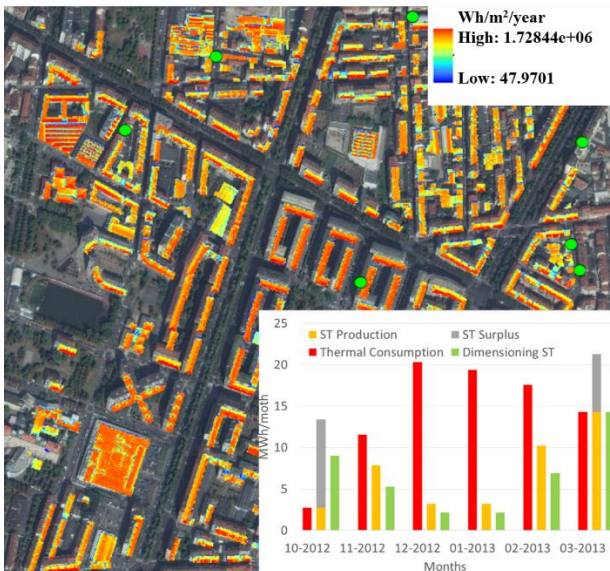 Wh/m²/year
High: 1.72844e+06
Low: 47.9701
25
ST Production
ST Surplus
Thermal Consumption
Dimensioning ST
20
15
10
5
0
MWh/moth
10-2012 11-2012 12-2012 01-2013 02-2013 03-2013
Months